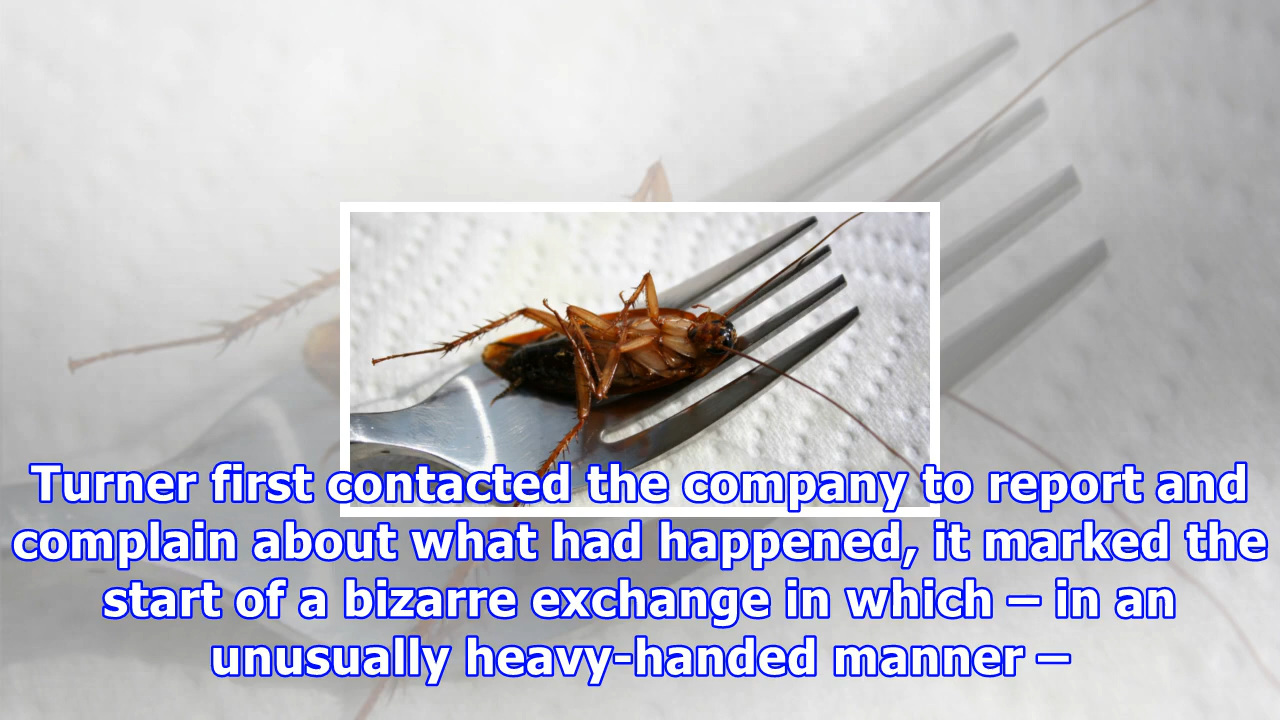 Turner first contacted the company to report and
complain about what had happened, it marked the
start of a bizarre exchange in which – in an
unusually heavy-handed manner –